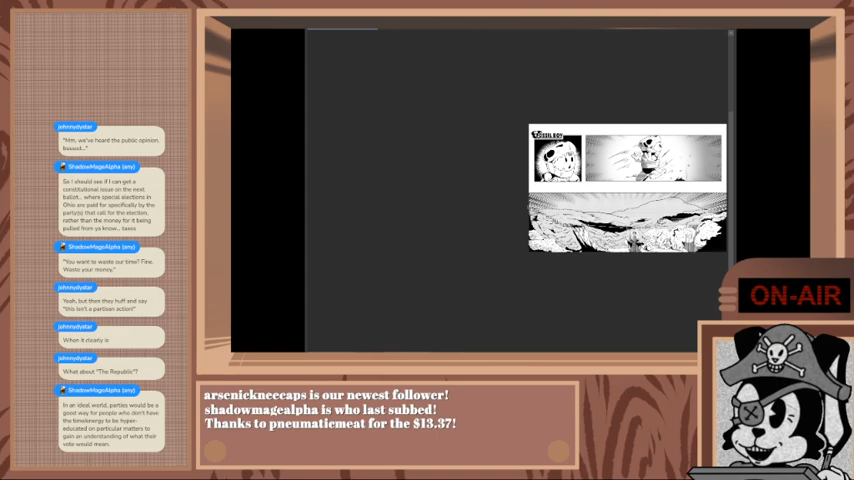 johnnydystar
"Mm, we've heard the public opinion,
ShadowMageAlpha (any)
So I should see if I can get a
constitutional issue on the next
ballot... where special elections in
Ohio are paid for specifically by the
party(s) that call for the election,
rather than the money for it being
pulled from ya know... taxes
ShadowMageAlpha (any)
"You want to waste our time? Fine.
Waste your money."
johnnydystar
Yeah, but then they huff and say
"this isn't a partisan action!"
johnnydystar
When it clearly is
johnnydystar
What about "The Republic"?
ShadowMageAlpha (any)
In an ideal world, parties would be a
good way for people who don't have
the time/energy to be hyper-
educated on particular matters to
gain an understanding of what their
vote would mean.
FOSSIL BOY
ON-AIR
arsenickneecaps is our newest follower!
shadowmagealpha is who last subbed!
Thanks to pneumaticmeat for the $13.37!